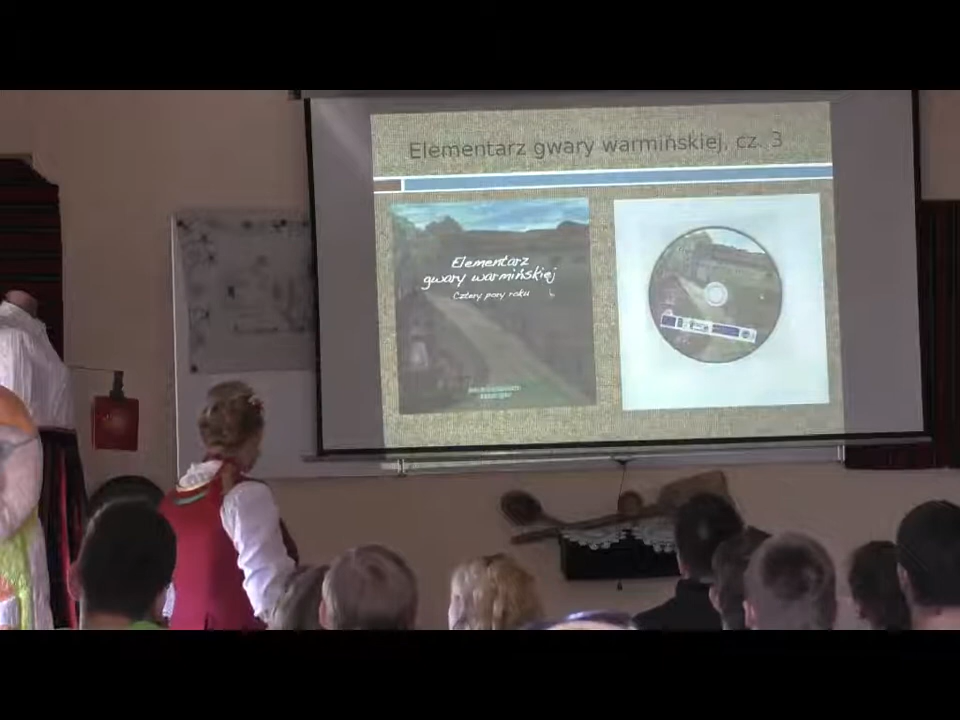 Elementarz gwary warmińskiej, cz. 3
Elementarz
gwary warmińskiej
Cztery pory roku